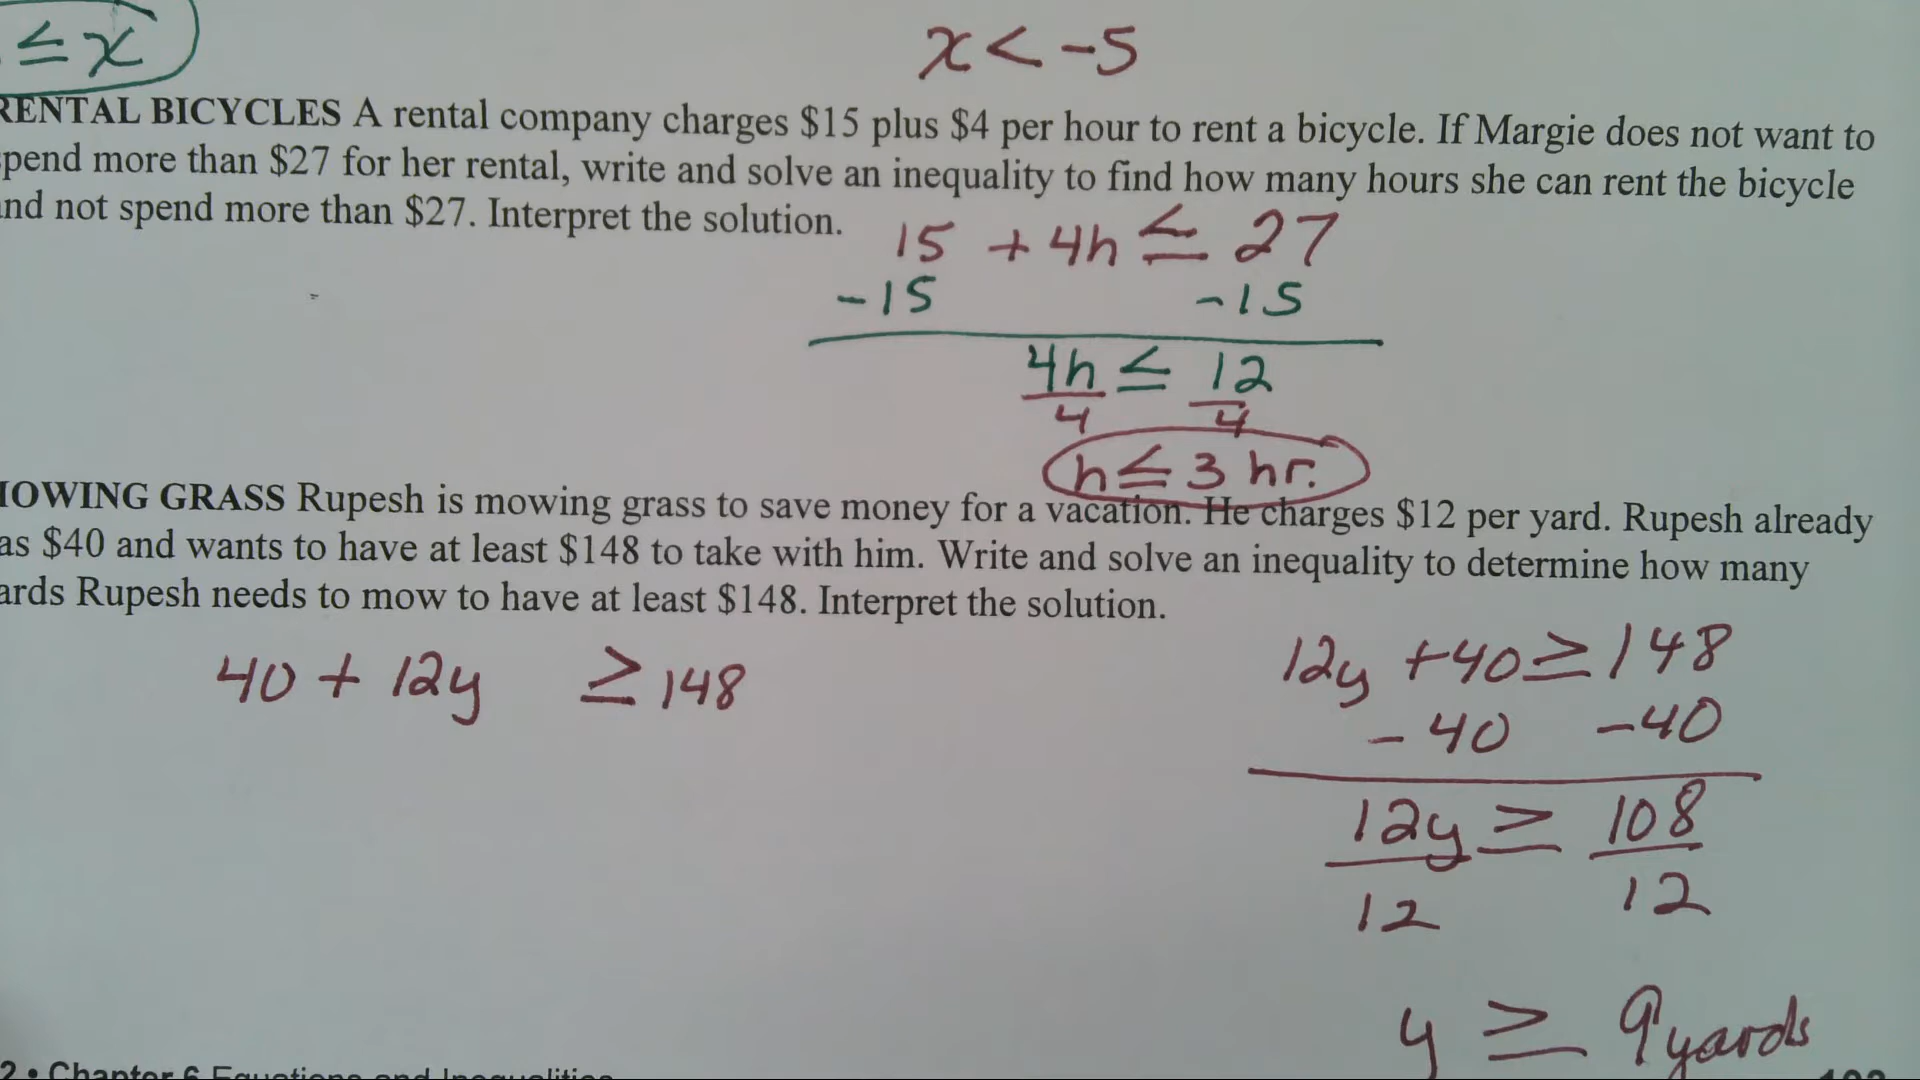 ≤ x
x < -5
RENTAL BICYCLES A rental company charges $15 plus $4 per hour to rent a bicycle. If Margie does not want to
pend more than $27 for her rental, write and solve an inequality to find how many hours she can rent the bicycle
and not spend more than $27. Interpret the solution.
15 + 4h ≤ 27
-15 -15
4h ≤ 12
4 4
h ≤ 3 hr.
OWING GRASS Rupesh is mowing grass to save money for a vacation. He charges $12 per yard. Rupesh already
as $40 and wants to have at least $148 to take with him. Write and solve an inequality to determine how many
ards Rupesh needs to mow to have at least $148. Interpret the solution.
40 + 12y ≥ 148
12y + 40 ≥ 148
- 40 -40
12y ≥ 108
12 12
y ≥ 9 yards
2 • Chapter 6 Equations and Inequalities